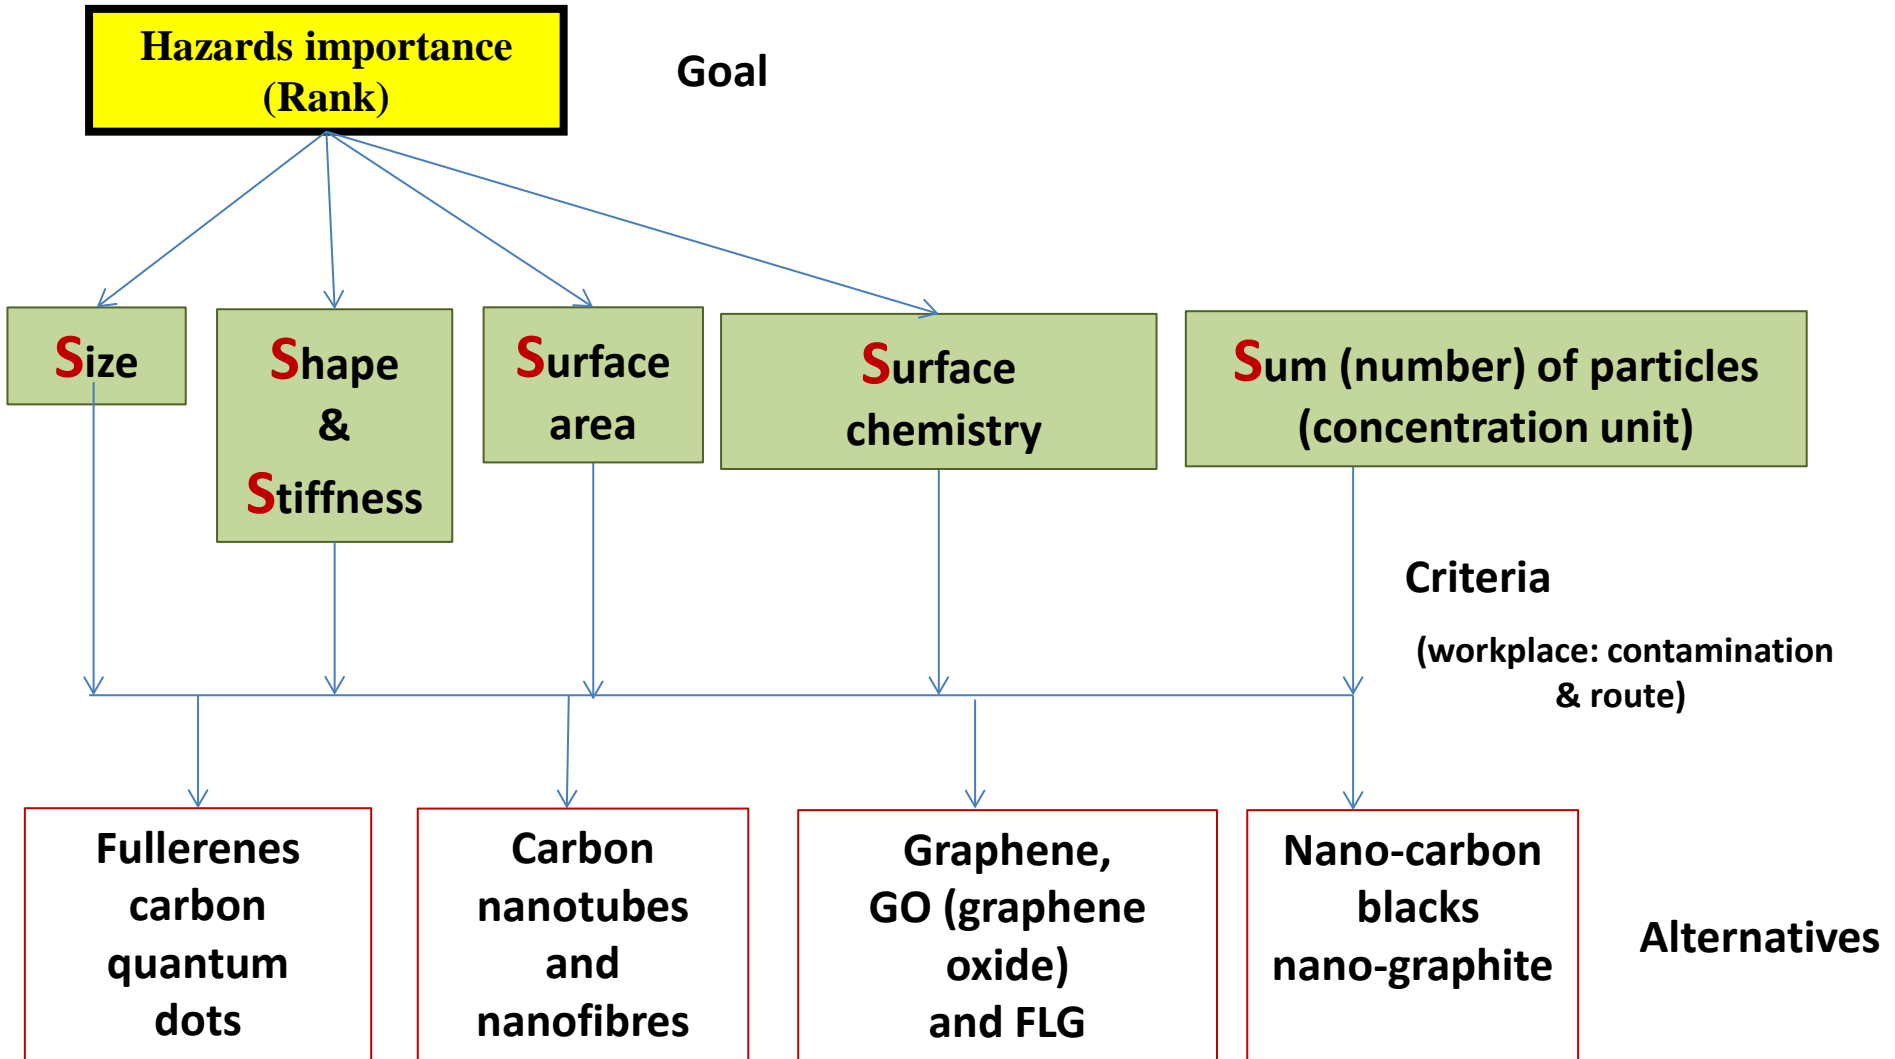 Hazards importance
(Rank)
Goal
Size
Shape
&
Stiffness
Surface
area
Surface
chemistry
Sum (number) of particles
(concentration unit)
Criteria
(workplace: contamination
& route)
Fullerenes
carbon
quantum
dots
Carbon
nanotubes
and
nanofibres
Graphene,
GO (graphene
oxide)
and FLG
Nano-carbon
blacks
nano-graphite
Alternatives